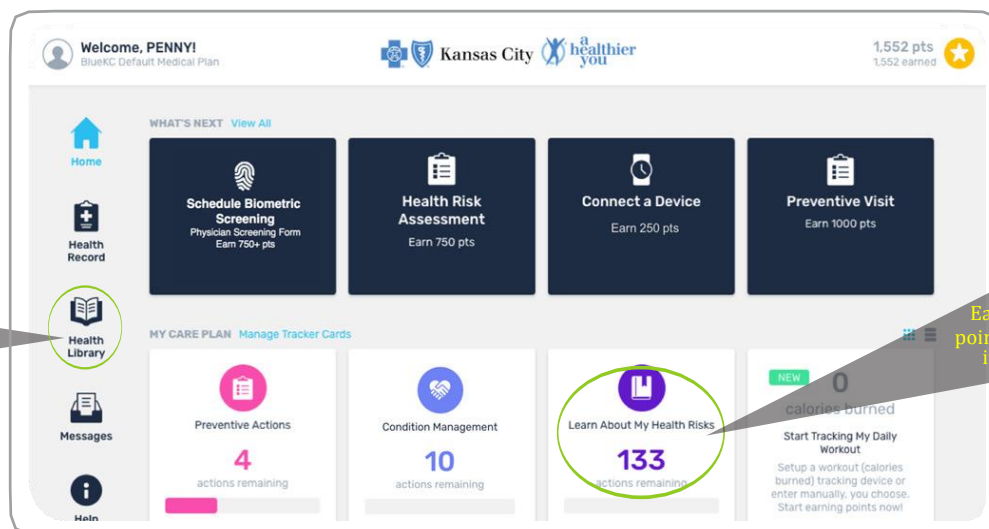 Welcome, PENNY!
BlueKC Default Medical Plan
Kansas City
a
healthier
you
1,552 pts
1,552 earned
Home
Health
Record
Health
Library
Messages
Help
WHAT'S NEXT View All
Schedule Biometric
Screening
Physician Screening Form
Earn 750+ pts
Health Risk
Assessment
Earn 750 pts
Connect a Device
Earn 250 pts
Preventive Visit
Earn 1000 pts
MY CARE PLAN Manage Tracker Cards
Preventive Actions
4
actions remaining
Condition Management
10
actions remaining
Learn About My Health Risks
133
actions remaining
NEW
0
calories burned
Start Tracking My Daily
Workout
Setup a workout (calories
burned) tracking device or
enter manually, you choose.
Start earning points now!